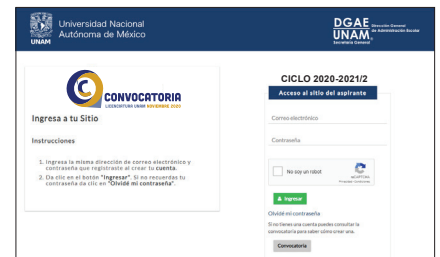 UNAM
Universidad Nacional
Autónoma de México
DGAE
UNAM
Dirección General
de Administración Escolar
Secretaría General
CONVOCATORIA
LICENCIATURA UNAM NOVIEMBRE 2020
Ingresa a tu Sitio
Instrucciones
1. Ingresa la misma dirección de correo electrónico y
contraseña que registraste al crear tu cuenta.
2. Da clic en el botón "Ingresar". Si no recuerdas tu
contraseña da clic en "Olvidé mi contraseña".
CICLO 2020-2021/2
Acceso al sitio del aspirante
Correo electrónico
Contraseña
No soy un robot
reCAPTCHA
Ingresar
Olvidé mi contraseña
Si no tienes una cuenta puedes consultar la
convocatoria para saber cómo crear una.
Convocatoria